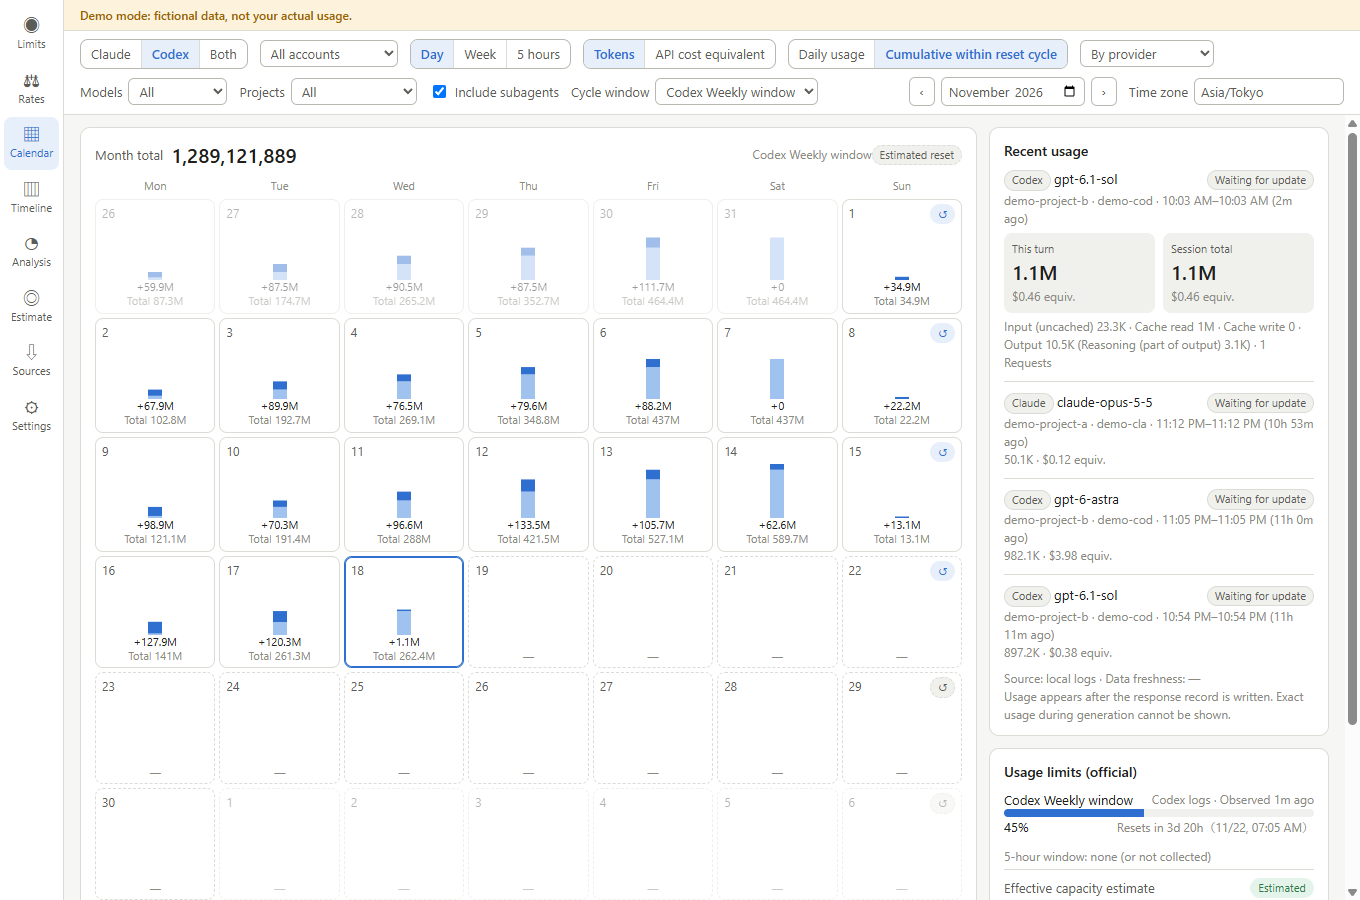 Demo mode: fictional data, not your actual usage.
Limits
Rates
Calendar
Timeline
Analysis
Estimate
Sources
Settings
Claude Codex Both All accounts Day Week 5 hours Tokens API cost equivalent Daily usage Cumulative within reset cycle By provider
Models All Projects All Include subagents Cycle window Codex Weekly window ‹ November 2026 › Time zone Asia/Tokyo
Month total 1,289,121,889 Codex Weekly window Estimated reset
Mon Tue Wed Thu Fri Sat Sun
26 27 28 29 30 31 1 ↺
+59.9M +87.5M +90.5M +87.5M +111.7M +0 +34.9M
Total 87.3M Total 174.7M Total 265.2M Total 352.7M Total 464.4M Total 464.4M Total 34.9M
2 3 4 5 6 7 8 ↺
+67.9M +89.9M +76.5M +79.6M +88.2M +0 +22.2M
Total 102.8M Total 192.7M Total 269.1M Total 348.8M Total 437M Total 437M Total 22.2M
9 10 11 12 13 14 15 ↺
+98.9M +70.3M +96.6M +133.5M +105.7M +62.6M +13.1M
Total 121.1M Total 191.4M Total 288M Total 421.5M Total 527.1M Total 589.7M Total 13.1M
16 17 18 19 20 21 22 ↺
+127.9M +120.3M +1.1M
Total 141M Total 261.3M Total 262.4M — — — —
23 24 25 26 27 28 29 ↺
— — — — — — —
30 1 2 3 4 5 6 ↺
— — — — — — —
Recent usage
Codex gpt-6.1-sol Waiting for update
demo-project-b · demo-cod · 10:03 AM–10:03 AM (2m
ago)
This turn Session total
1.1M 1.1M
$0.46 equiv. $0.46 equiv.
Input (uncached) 23.3K · Cache read 1M · Cache write 0 ·
Output 10.5K (Reasoning (part of output) 3.1K) · 1
Requests
Claude claude-opus-5-5 Waiting for update
demo-project-a · demo-cla · 11:12 PM–11:12 PM (10h 53m
ago)
50.1K · $0.12 equiv.
Codex gpt-6-astra Waiting for update
demo-project-b · demo-cod · 11:05 PM–11:05 PM (11h 0m
ago)
982.1K · $3.98 equiv.
Codex gpt-6.1-sol Waiting for update
demo-project-b · demo-cod · 10:54 PM–10:54 PM (11h
11m ago)
897.2K · $0.38 equiv.
Source: local logs · Data freshness: —
Usage appears after the response record is written. Exact
usage during generation cannot be shown.
Usage limits (official)
Codex Weekly window Codex logs · Observed 1m ago
45% Resets in 3d 20h（11/22, 07:05 AM）
5-hour window: none (or not collected)
Effective capacity estimate Estimated